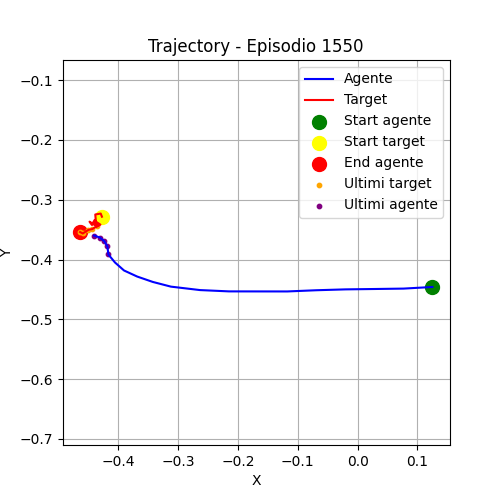 Trajectory - Episodio 1550
Agente
Target
Start agente
Start target
End agente
Ultimi target
Ultimi agente
−0.1
−0.2
−0.3
−0.4
−0.5
−0.6
−0.7
Y
−0.4
−0.3
−0.2
−0.1
0.0
0.1
X